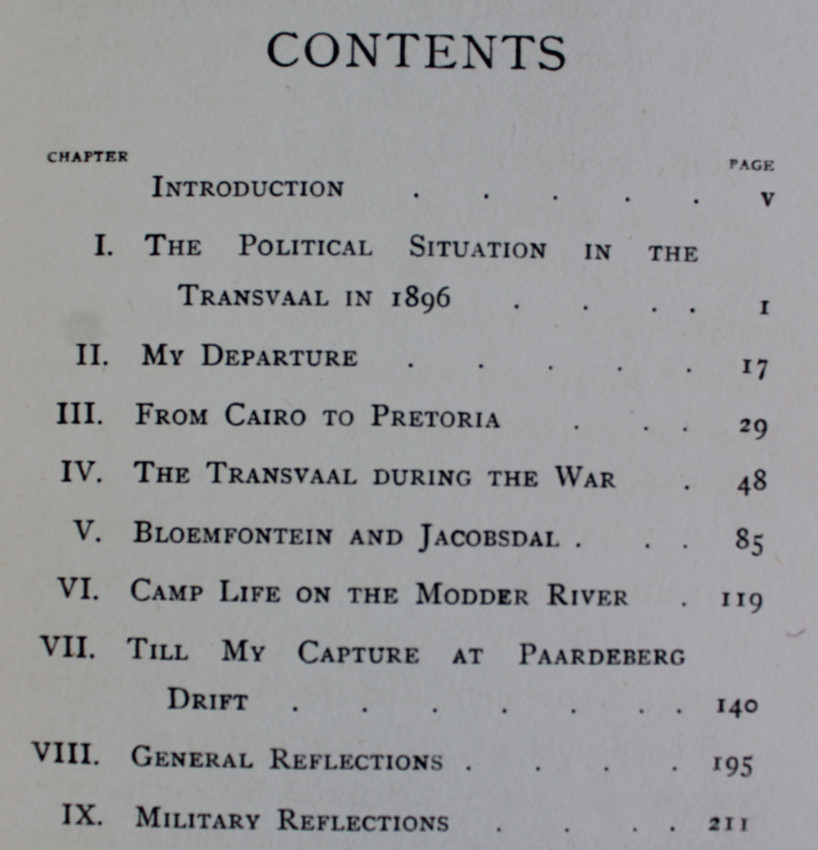 CONTENTS
CHAPTER PAGE
INTRODUCTION . . . . . V
I. THE POLITICAL SITUATION IN THE
TRANSVAAL IN 1896 . . . . 1
II. MY DEPARTURE . . . . . 17
III. FROM CAIRO TO PRETORIA . . . 29
IV. THE TRANSVAAL DURING THE WAR . 48
V. BLOEMFONTEIN AND JACOBSDAL . . . 85
VI. CAMP LIFE ON THE MODDER RIVER . 119
VII. TILL MY CAPTURE AT PAARDEBERG
DRIFT . . . . . . . 140
VIII. GENERAL REFLECTIONS . . . . 195
IX. MILITARY REFLECTIONS . . . . 211